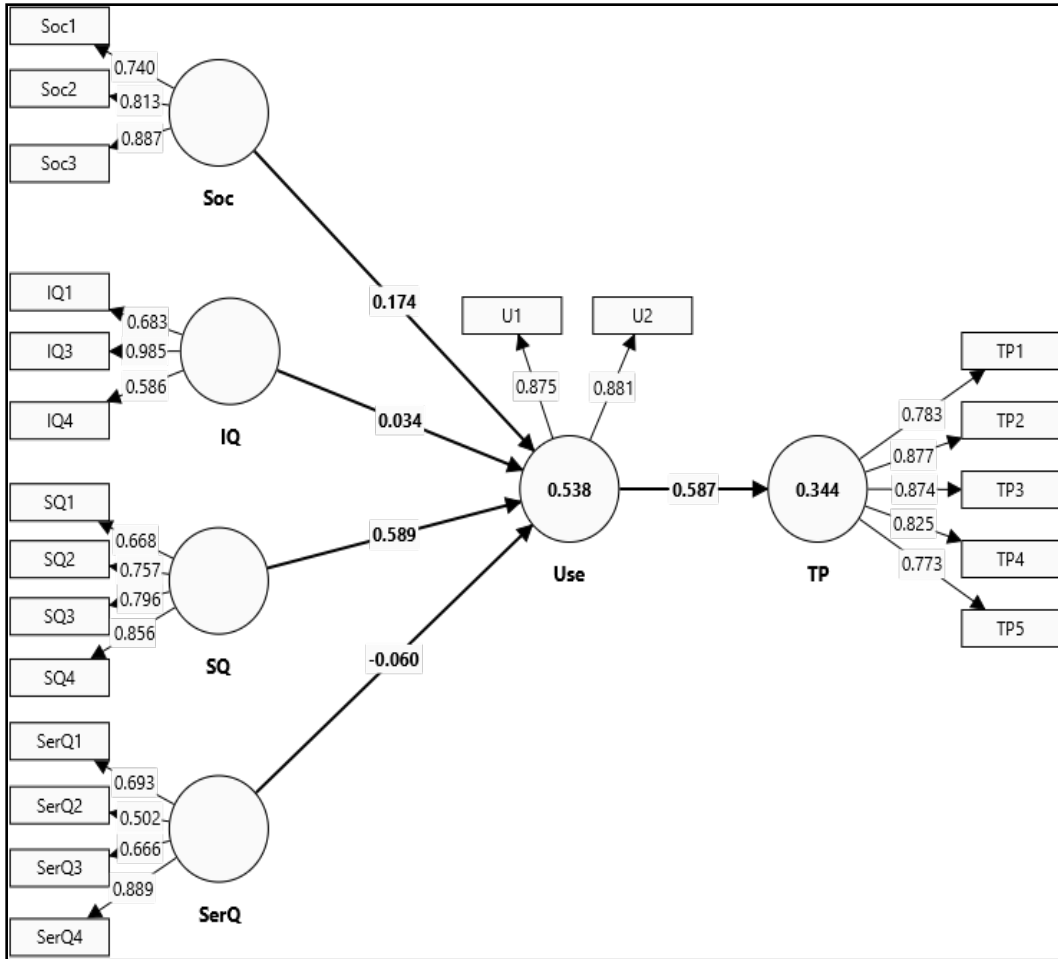 Soc1
0.740
Soc2
0.813
Soc3
0.887
Soc
0.174
IQ1
0.683
IQ3
0.985
IQ4
0.586
IQ
0.034
SQ1
0.668
SQ2
0.757
SQ3
0.796
SQ4
0.856
SQ
0.589
SerQ1
0.693
SerQ2
0.502
SerQ3
0.666
SerQ4
0.889
SerQ
-0.060
U1
U2
0.875
0.881
0.538
Use
0.587
0.344
TP
TP1
0.783
TP2
0.877
TP3
0.874
TP4
0.825
TP5
0.773